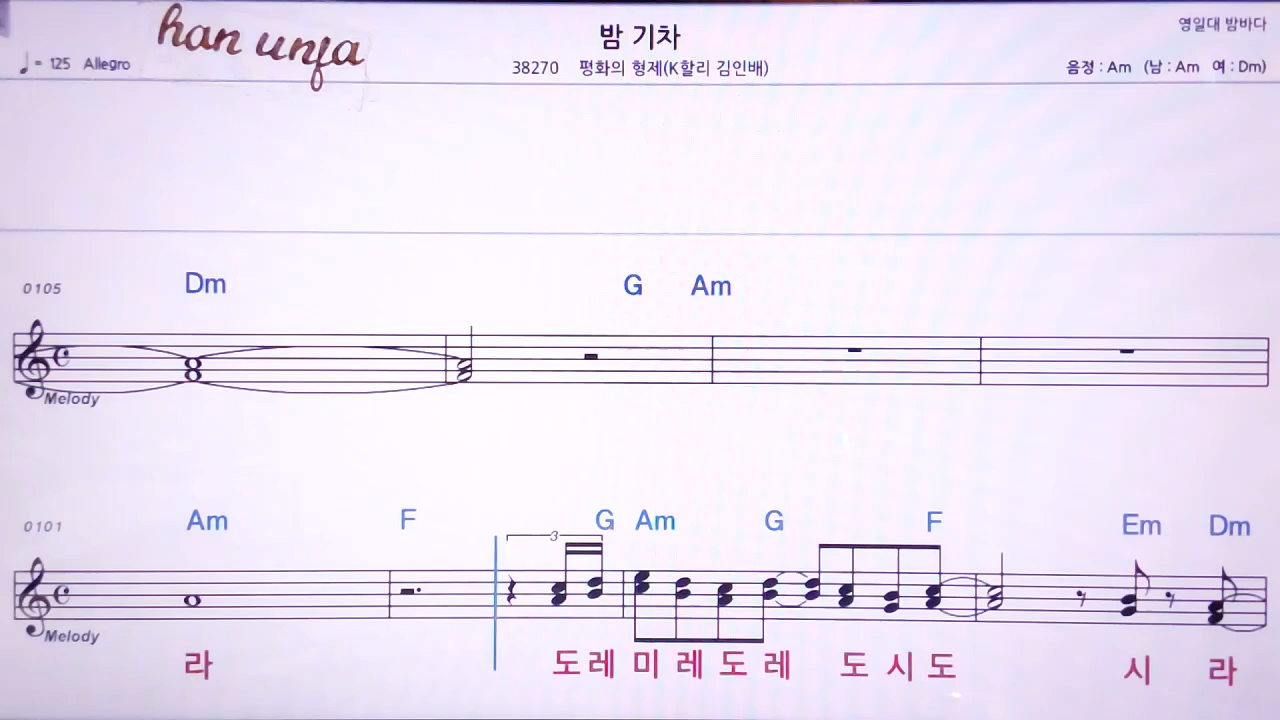 han unfa
밤 기차
영일대 밤바다
♩= 125 Allegro
38270 평화의 형제(K할리 김인배)
음정 : Am (남 : Am 여 : Dm)
0105
Dm G Am
Melody
0101
Am F G Am G F Em Dm
3
Melody
라 도 레 미 레 도 레 도 시 도 시 라